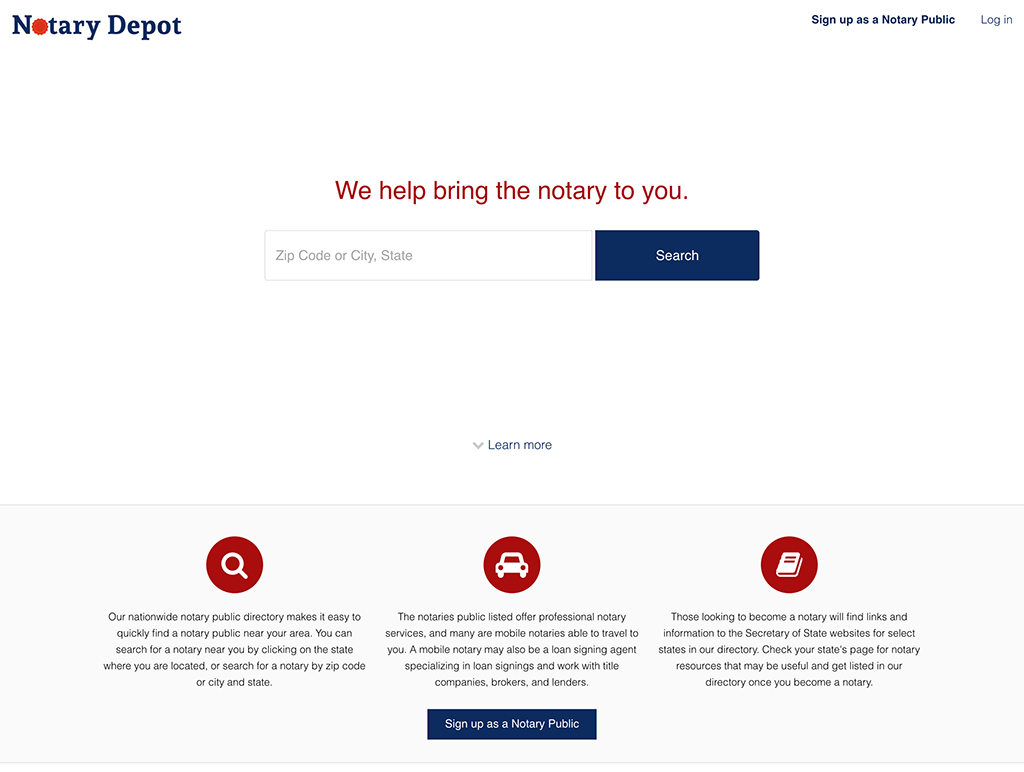 Notary Depot
Sign up as a Notary Public
Log in
We help bring the notary to you.
Zip Code or City, State
Search
Learn more
Our nationwide notary public directory makes it easy to
quickly find a notary public near your area. You can
search for a notary near you by clicking on the state
where you are located, or search for a notary by zip code
or city and state.
The notaries public listed offer professional notary
services, and many are mobile notaries able to travel to
you. A mobile notary may also be a loan signing agent
specializing in loan signings and work with title
companies, brokers, and lenders.
Those looking to become a notary will find links and
information to the Secretary of State websites for select
states in our directory. Check your state's page for notary
resources that may be useful and get listed in our
directory once you become a notary.
Sign up as a Notary Public